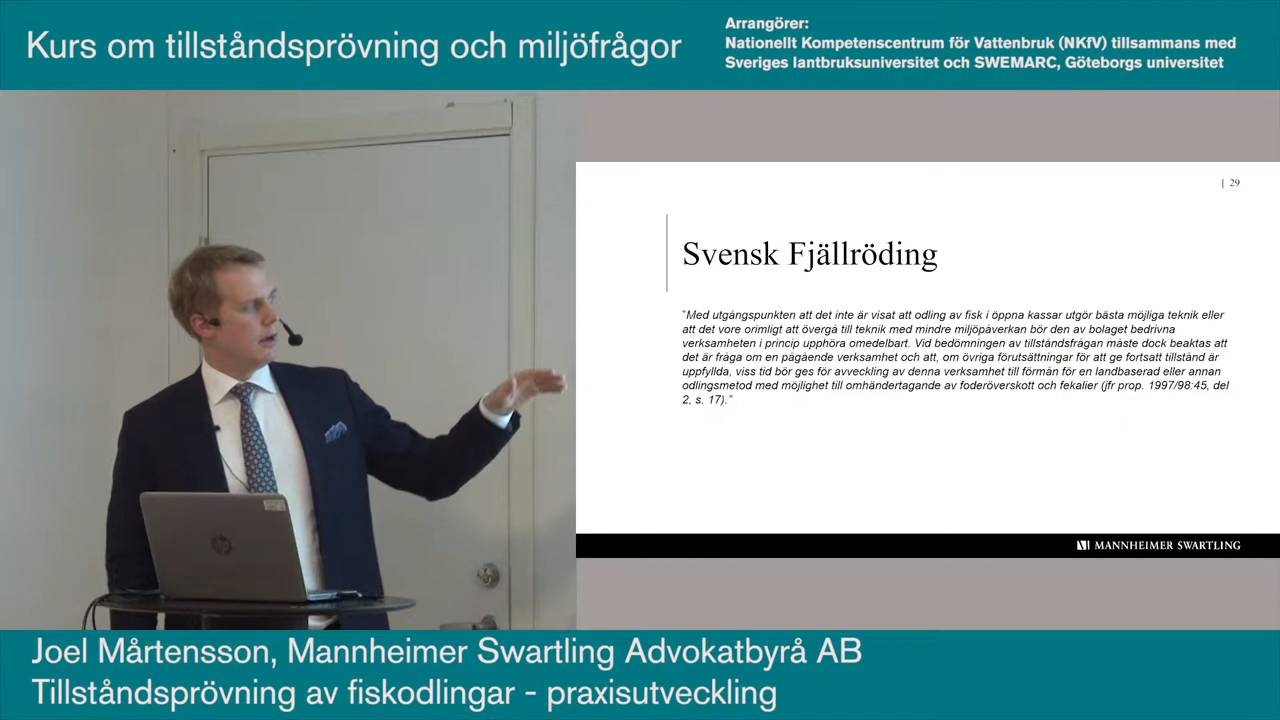 Kurs om tillståndsprövning och miljöfrågor
Arrangörer:
Nationellt Kompetenscentrum för Vattenbruk (NKfV) tillsammans med
Sveriges lantbruksuniversitet och SWEMARC, Göteborgs universitet
| 29
Svensk Fjällröding
"Med utgångspunkten att det inte är visat att odling av fisk i öppna kassar utgör bästa möjliga teknik eller
att det vore orimligt att övergå till teknik med mindre miljöpåverkan bör den av bolaget bedrivna
verksamheten i princip upphöra omedelbart. Vid bedömningen av tillståndsfrågan måste dock beaktas att
det är fråga om en pågående verksamhet och att, om övriga förutsättningar för att ge fortsatt tillstånd är
uppfyllda, viss tid bör ges för avveckling av denna verksamhet till förmån för en landbaserad eller annan
odlingsmetod med möjlighet till omhändertagande av foderöverskott och fekalier (jfr prop. 1997/98:45, del
2, s. 17)."
MANNHEIMER SWARTLING
hp
Joel Mårtensson, Mannheimer Swartling Advokatbyrå AB
Tillståndsprövning av fiskodlingar - praxisutveckling